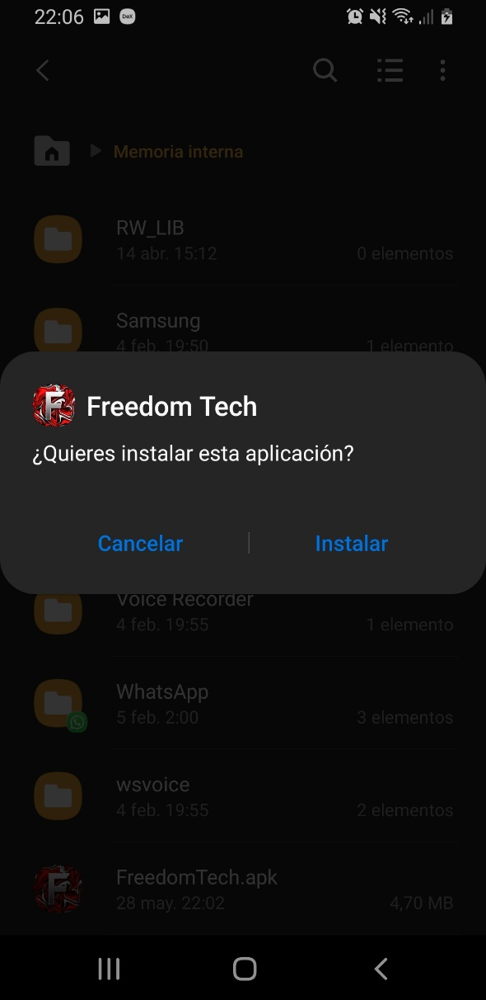 22:06
DeX
Memoria interna
RW_LIB
14 abr. 15:12
0 elementos
Samsung
4 feb. 19:50
1 elemento
F Freedom Tech
¿Quieres instalar esta aplicación?
Cancelar
Instalar
Voice Recorder
4 feb. 19:55
1 elemento
WhatsApp
5 feb. 2:00
3 elementos
wsvoice
4 feb. 19:55
2 elementos
F
FreedomTech.apk
28 may. 22:02
4,70 MB